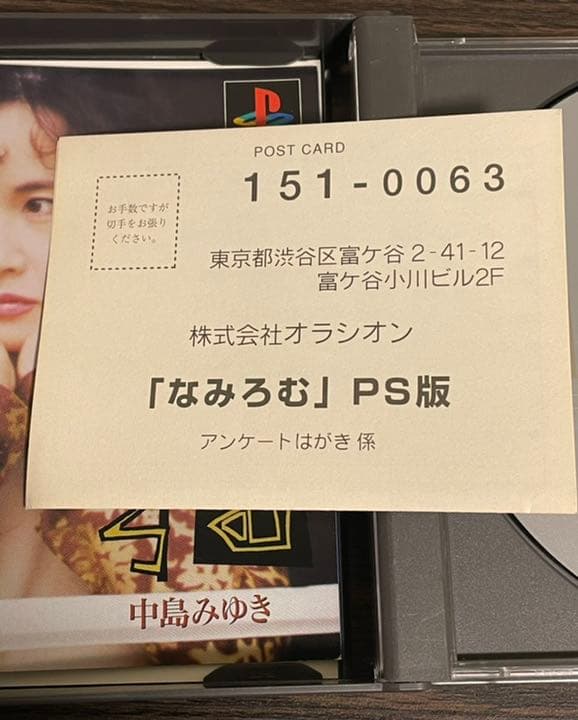 POST CARD
151-0063
お手数ですが
切手をお張り
ください。
東京都渋谷区富ケ谷2-41-12
富ケ谷小川ビル2F
株式会社オラシオン
「なみろむ」PS版
アンケートはがき係
中島みゆき